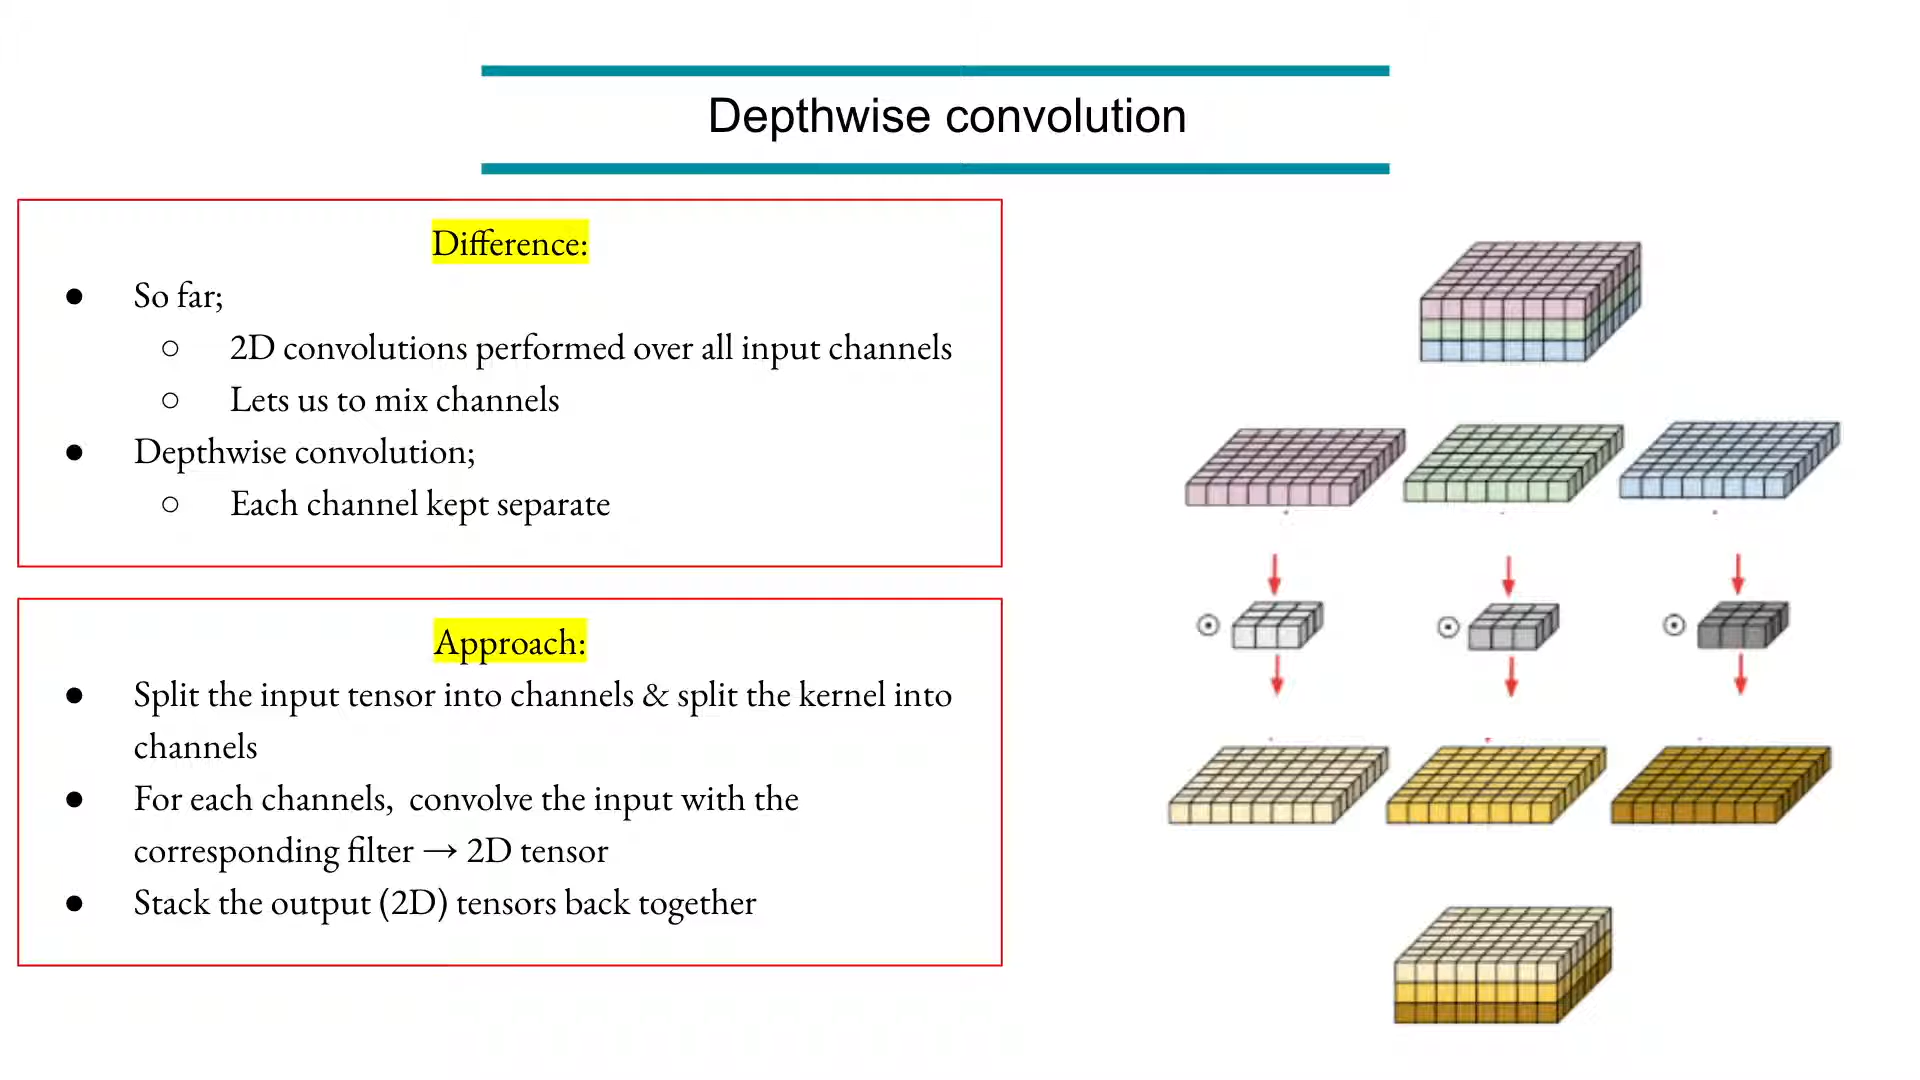 Depthwise convolution
Difference:
● So far;
○ 2D convolutions performed over all input channels
○ Lets us to mix channels
● Depthwise convolution;
○ Each channel kept separate
Approach:
● Split the input tensor into channels & split the kernel into
channels
● For each channels,  convolve the input with the
corresponding filter → 2D tensor
● Stack the output (2D) tensors back together